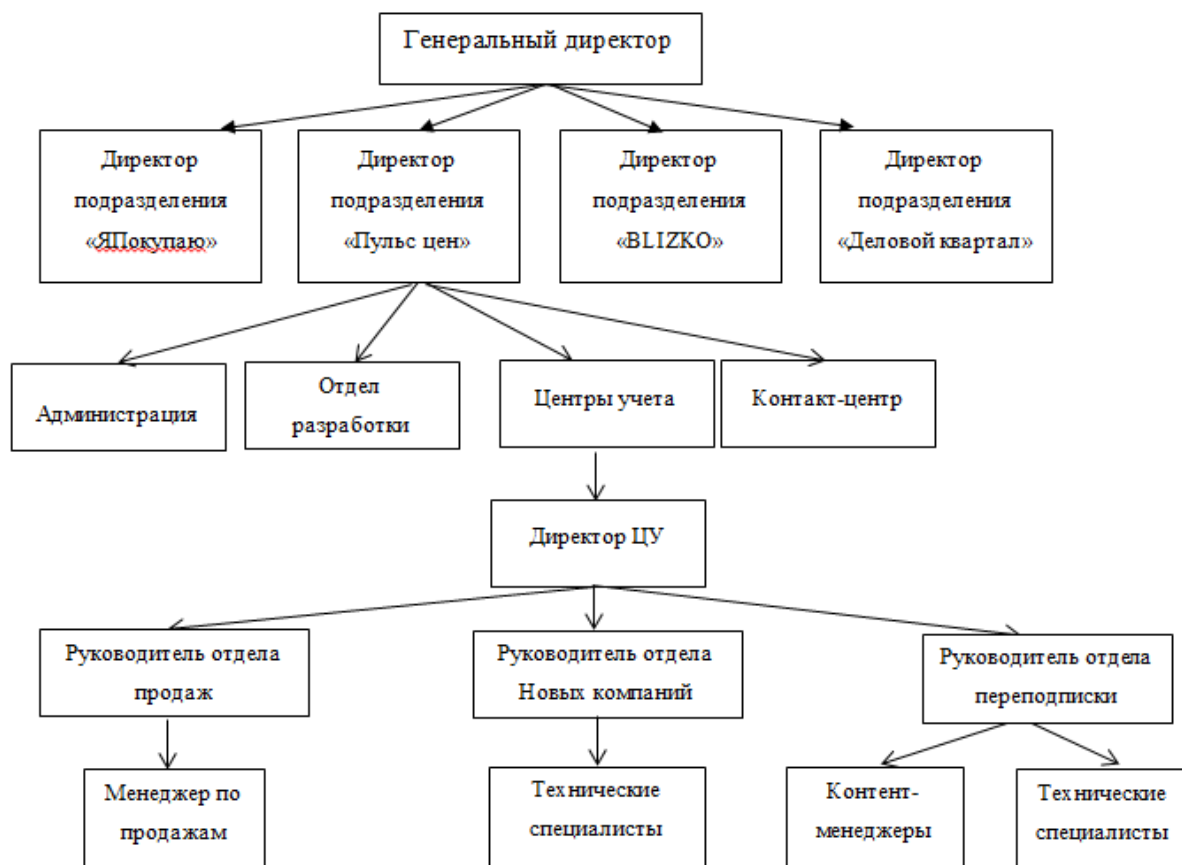 Генеральный директор
Директор
подразделения
«ЯПокупаю»
Директор
подразделения
«Пульс цен»
Директор
подразделения
«BLIZKO»
Директор
подразделения
«Деловой квартал»
Администрация
Отдел
разработки
Центры учета
Контакт-центр
Директор ЦУ
Руководитель отдела
продаж
Руководитель отдела
Новых компаний
Руководитель отдела
переподписки
Менеджер по
продажам
Технические
специалисты
Контент-
менеджеры
Технические
специалисты